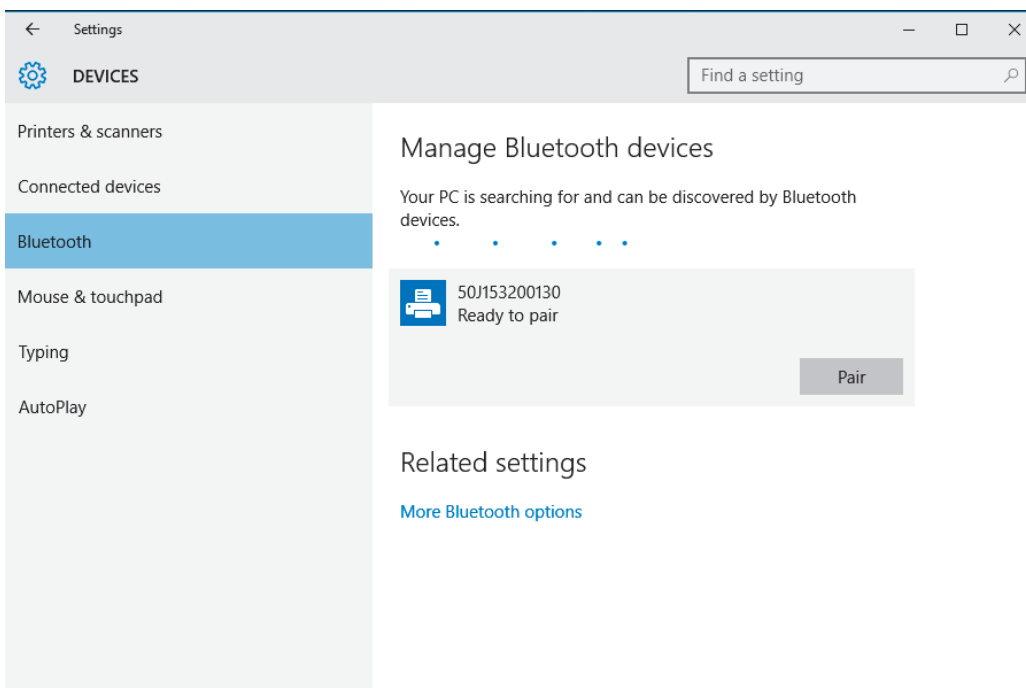 Settings
DEVICES
Find a setting
Printers & scanners
Connected devices
Bluetooth
Mouse & touchpad
Typing
AutoPlay
Manage Bluetooth devices
Your PC is searching for and can be discovered by Bluetooth
devices.
50J153200130
Ready to pair
Pair
Related settings
More Bluetooth options